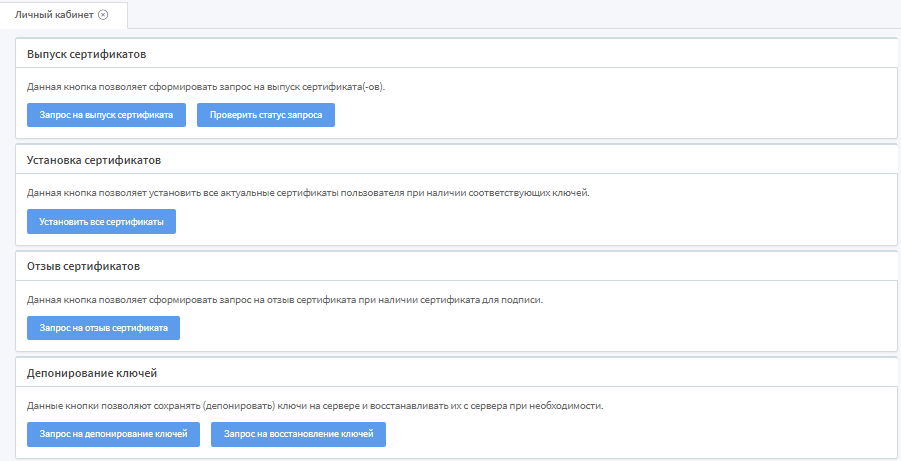 Личный кабинет
Выпуск сертификатов
Данная кнопка позволяет сформировать запрос на выпуск сертификата(-ов).
Запрос на выпуск сертификата Проверить статус запроса
Установка сертификатов
Данная кнопка позволяет установить все актуальные сертификаты пользователя при наличии соответствующих ключей.
Установить все сертификаты
Отзыв сертификатов
Данная кнопка позволяет сформировать запрос на отзыв сертификата при наличии сертификата для подписи.
Запрос на отзыв сертификата
Депонирование ключей
Данные кнопки позволяют сохранять (депонировать) ключи на сервере и восстанавливать их с сервера при необходимости.
Запрос на депонирование ключей Запрос на восстановление ключей